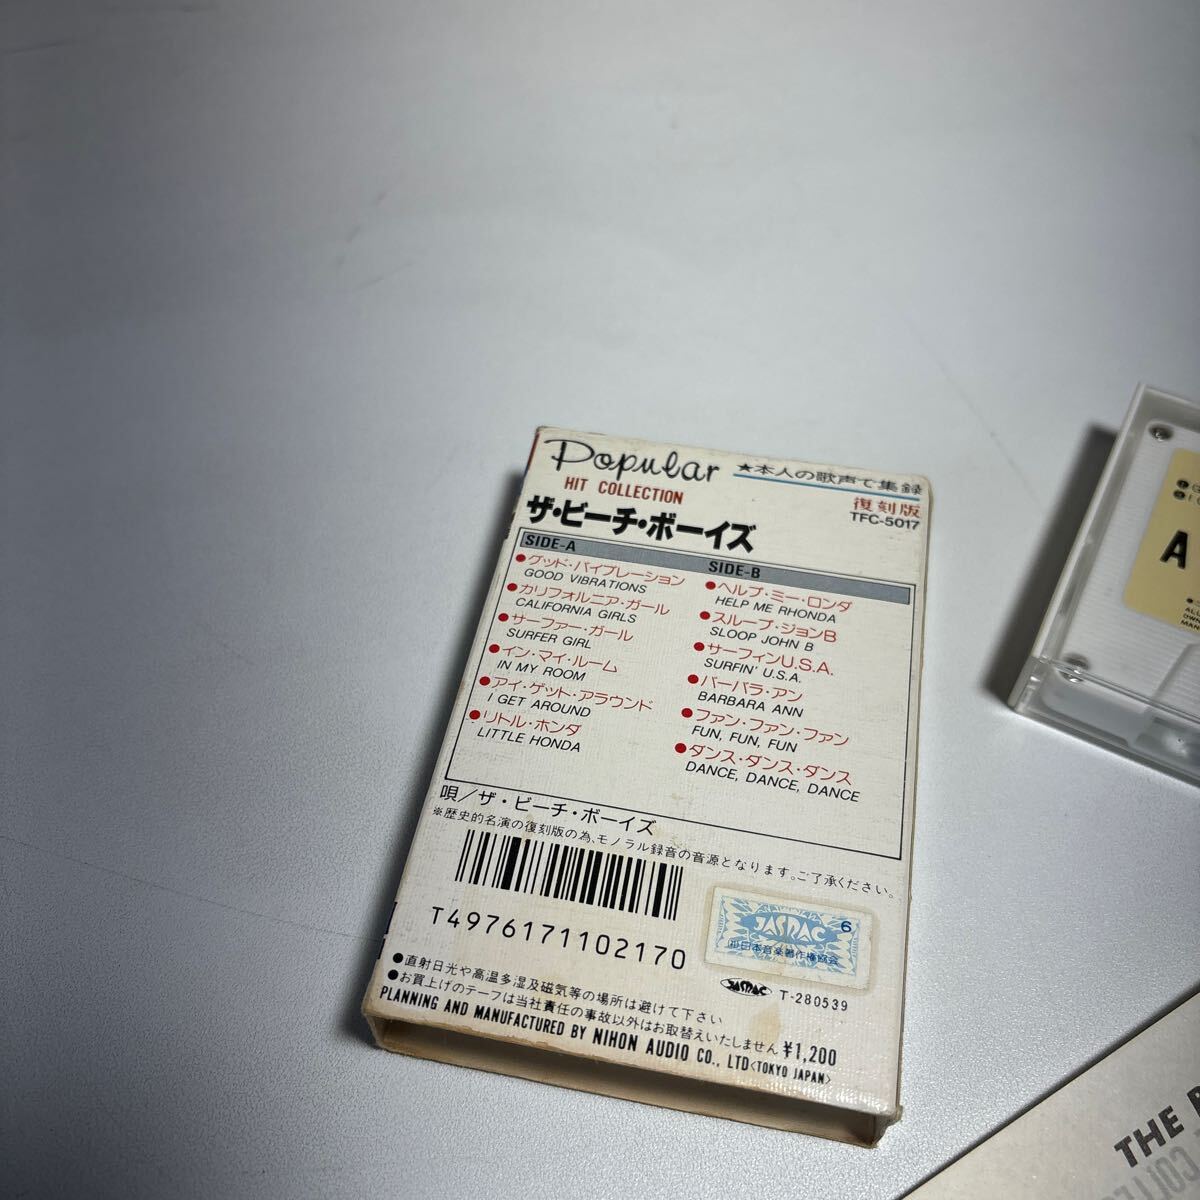 Popular
★本人の歌声で集録
HIT COLLECTION
復刻版
TFC-5017
ザ・ビーチ・ボーイズ
SIDE-A
SIDE-B
●グッド・バイブレーション
GOOD VIBRATIONS
●カリフォルニア・ガール
CALIFORNIA GIRLS
●サーファー・ガール
SURFER GIRL
●イン・マイ・ルーム
IN MY ROOM
●アイ・ゲット・アラウンド
I GET AROUND
●リトル・ホンダ
LITTLE HONDA
●ヘルプ・ミー・ロンダ
HELP ME RHONDA
●スループ・ジョンB
SLOOP JOHN B
●サーフィンU.S.A.
SURFIN' U.S.A.
●バーバラ・アン
BARBARA ANN
●ファン・ファン・ファン
FUN, FUN, FUN
●ダンス・ダンス・ダンス
DANCE, DANCE, DANCE
唄／ザ・ビーチ・ボーイズ
※歴史的名演の復刻版の為、モノラル録音の音源となります。ご了承ください。
T4976171102170
JASRAC
6
(社)日本音楽著作権協会
JASRAC T-280539
●直射日光や高温多湿及磁気等の場所は避けて下さい
●お買上げのテープは当社責任の事故以外はお取替えいたしません
¥1,200
PLANNING AND MANUFACTURED BY NIHON AUDIO CO., LTD<TOKYO JAPAN>
A
THE